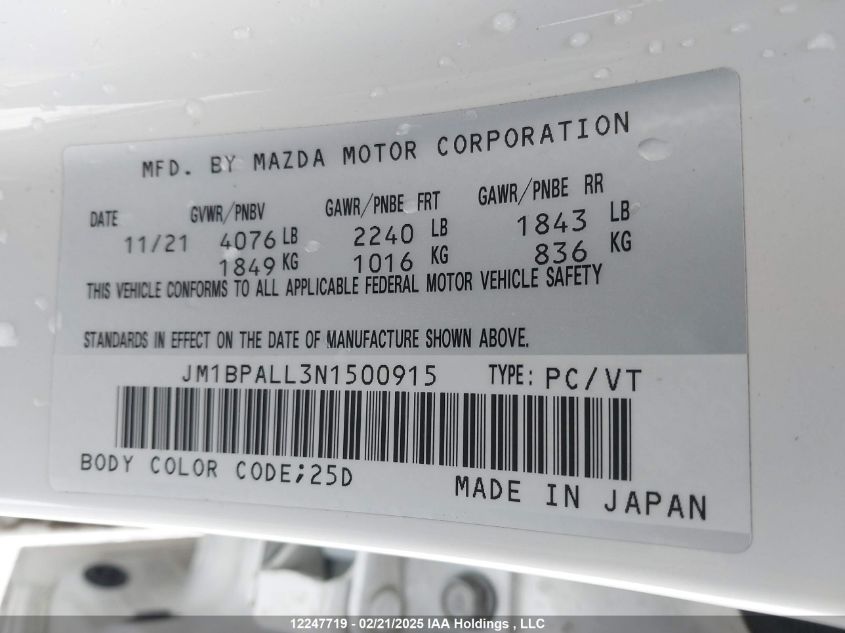 MFD. BY MAZDA MOTOR CORPORATION
DATE GVWR/PNBV GAWR/PNBE FRT GAWR/PNBE RR
11/21 4076 LB 2240 LB 1843 LB
1849 KG 1016 KG 836 KG
THIS VEHICLE CONFORMS TO ALL APPLICABLE FEDERAL MOTOR VEHICLE SAFETY
STANDARDS IN EFFECT ON THE DATE OF MANUFACTURE SHOWN ABOVE.
JM1BPALL3N1500915 TYPE: PC/VT
BODY COLOR CODE;25D MADE IN JAPAN
12247719 - 02/21/2025 IAA Holdings , LLC